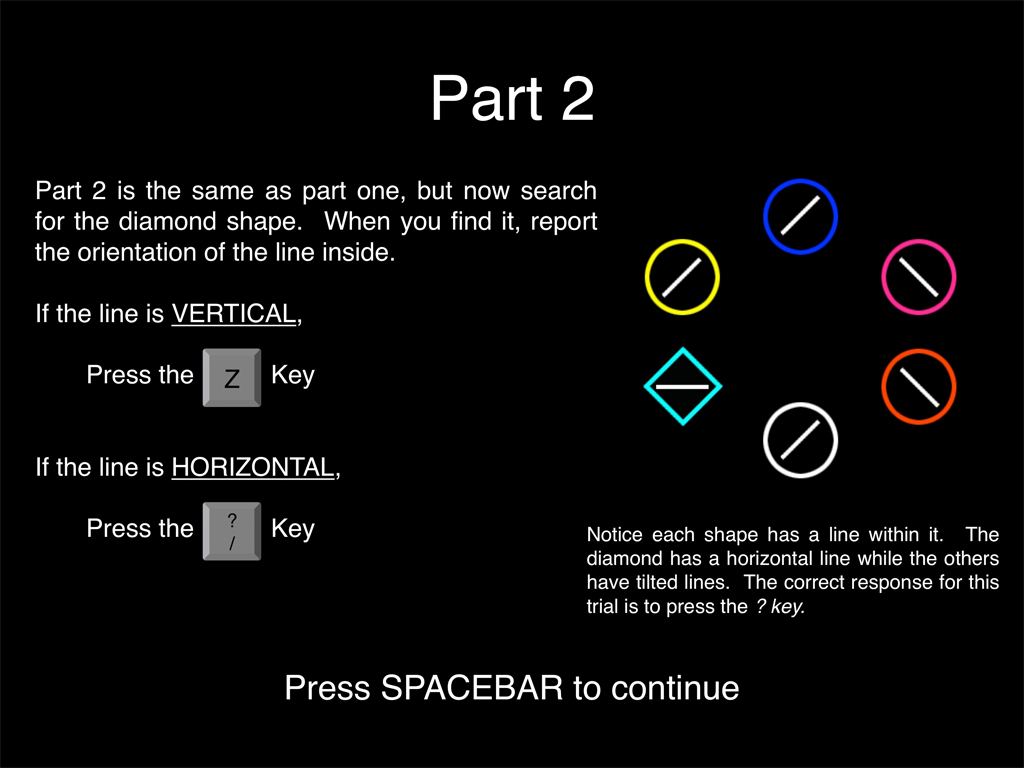 Part 2
Part 2 is the same as part one, but now search
for the diamond shape.  When you find it, report
the orientation of the line inside.
If the line is VERTICAL,
Press the Z Key
If the line is HORIZONTAL,
Press the ? / Key
Notice each shape has a line within it.  The
diamond has a horizontal line while the others
have tilted lines.  The correct response for this
trial is to press the ? key.
Press SPACEBAR to continue